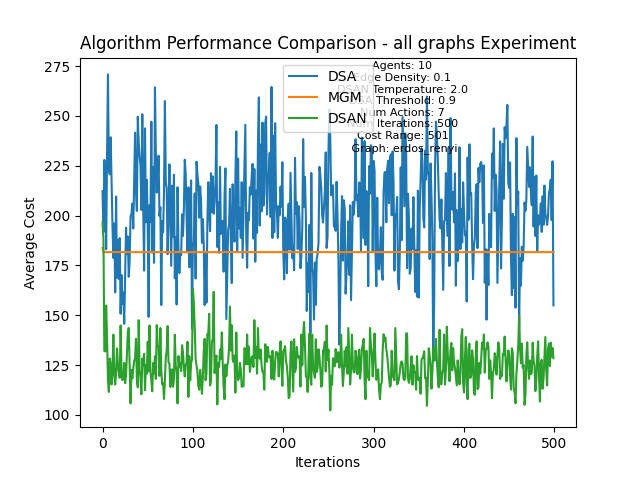 Algorithm Performance Comparison - all graphs Experiment
DSA
MGM
DSAN
Agents: 10
Edge Density: 0.1
DSAN Temperature: 2.0
Threshold: 0.9
Num Actions: 7
Iterations: 500
Cost Range: 501
Graph: erdos_renyi
275
250
225
200
175
150
125
100
Average Cost
0
100
200
300
400
500
Iterations